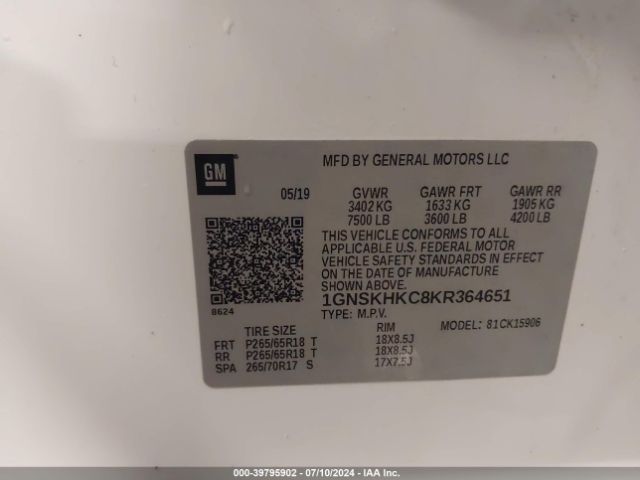 MFD BY GENERAL MOTORS LLC
GM
05/19
GVWR GAWR FRT GAWR RR
3402 KG 1633 KG 1905 KG
7500 LB 3600 LB 4200 LB
THIS VEHICLE CONFORMS TO ALL
APPLICABLE U.S. FEDERAL MOTOR
VEHICLE SAFETY STANDARDS IN EFFECT
ON THE DATE OF MANUFACTURE
SHOWN ABOVE.
1GNSKHKC8KR364651
8624
TYPE: M.P.V. MODEL: 81CK15906
TIRE SIZE RIM
FRT P265/65R18 T 18X8.5J
RR P265/65R18 T 18X8.5J
SPA 265/70R17 S 17X7.5J
000-39795902 - 07/10/2024 - IAA Inc.